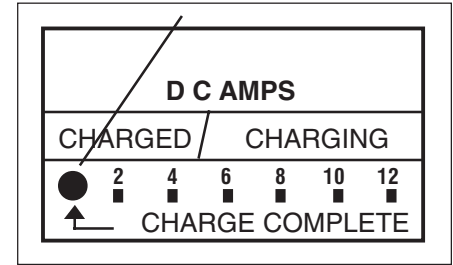 D C AMPS
CHARGED / CHARGING
2 4 6 8 10 12
CHARGE COMPLETE